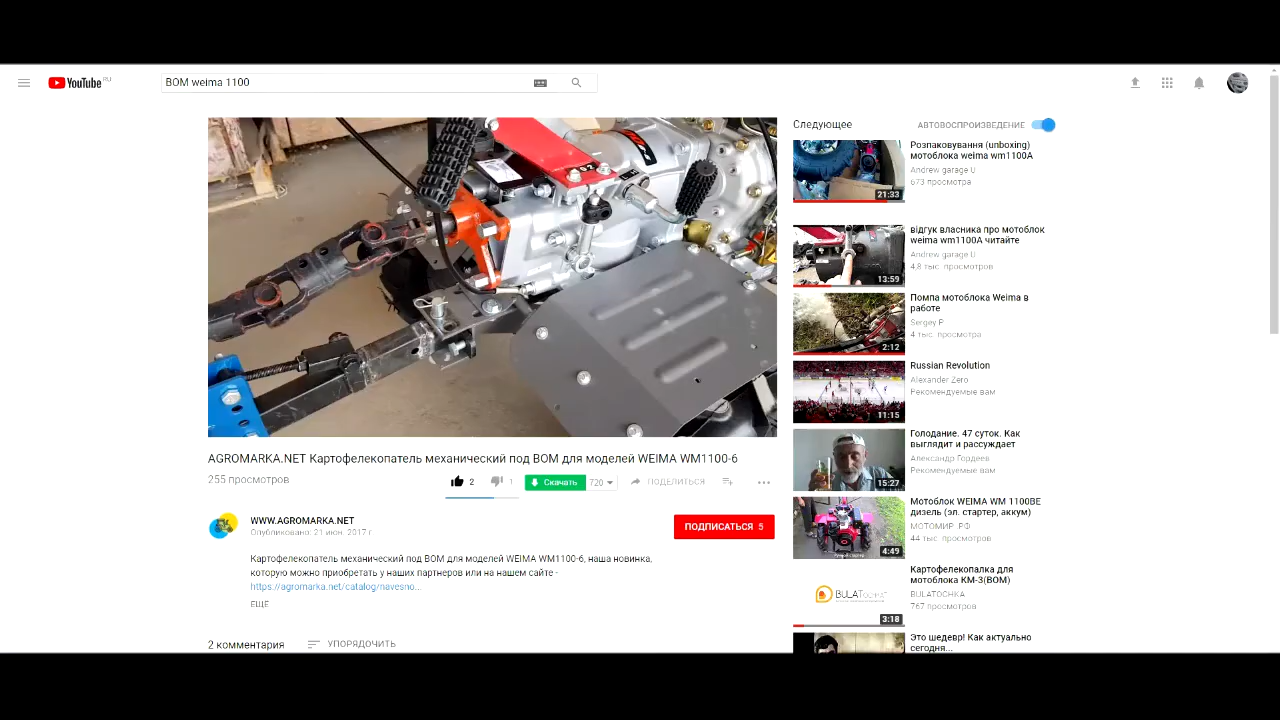 YouTube RU
ВОМ weima 1100
AGROMARKA.NET Картофелекопатель механический под ВОМ для моделей WEIMA WM1100-6
255 просмотров
2
1
Скачать
720
ПОДЕЛИТЬСЯ
WWW.AGROMARKA.NET
Опубликовано: 21 июн. 2017 г.
ПОДПИСАТЬСЯ 5
Картофелекопатель механический под ВОМ для моделей WEIMA WM1100-6, наша новинка,
которую можно приобретать у наших партнеров или на нашем сайте -
https://agromarka.net/catalog/navesno...
ЕЩЁ
2 комментария
УПОРЯДОЧИТЬ
Следующее
АВТОВОСПРОИЗВЕДЕНИЕ
Розпаковування (unboxing)
мотоблока weima wm1100A
Andrew garage U
673 просмотра
21:33
відгук власника про мотоблок
weima wm1100A читайте
Andrew garage U
4,8 тыс. просмотров
13:59
Помпа мотоблока Weima в
работе
Sergey P.
4 тыс. просмотра
2:12
Russian Revolution
Alexander Zero
Рекомендуемые вам
11:15
Голодание. 47 суток. Как
выглядит и рассуждает
Александр Гордеев
Рекомендуемые вам
15:27
Мотоблок WEIMA WM 1100BE
дизель (эл. стартер, аккум)
МОТОМИР. РФ
44 тыс. просмотров
4:49
Картофелекопалка для
мотоблока КМ-3(ВОМ)
BULATOCHKA
767 просмотров
BULATочка
3:18
Это шедевр! Как актуально
сегодня...